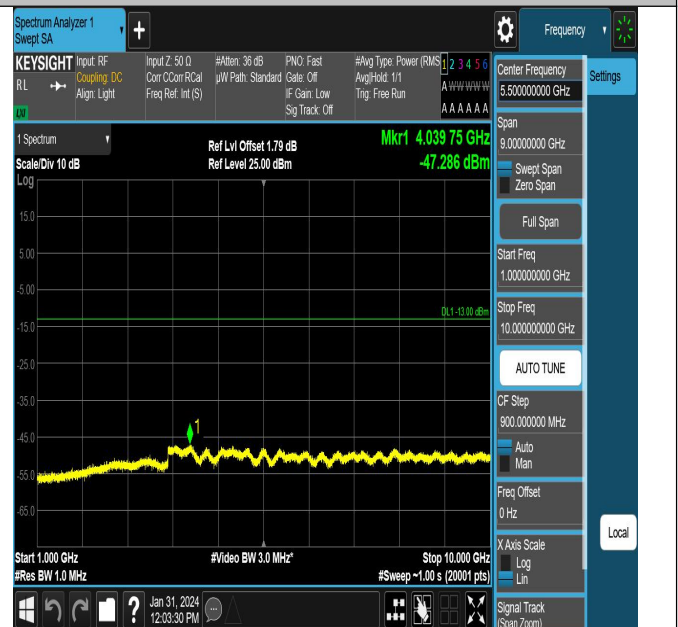 Spectrum Analyzer 1
Swept SA
+
Frequency
KEYSIGHT
RL
LXI
Input: RF
Coupling: DC
Align: Light
Input Z: 50 Ω
Corr CCorr RCal
Freq Ref: Int (S)
#Atten: 36 dB
µW Path: Standard
PNO: Fast
Gate: Off
IF Gain: Low
Sig Track: Off
#Avg Type: Power (RMS
Avg|Hold: 1/1
Trig: Free Run
1 2 3 4 5 6
A WW WW W
A A A A A A
Center Frequency
5.500000000 GHz
Settings
Span
9.00000000 GHz
Swept Span
Zero Span
Full Span
Start Freq
1.000000000 GHz
Stop Freq
10.000000000 GHz
AUTO TUNE
CF Step
900.000000 MHz
Auto
Man
Freq Offset
0 Hz
X Axis Scale
Log
Lin
Local
Signal Track
(Span Zoom)
1 Spectrum
Scale/Div 10 dB
Log
Ref Lvl Offset 1.79 dB
Ref Level 25.00 dBm
Mkr1 4.039 75 GHz
-47.286 dBm
15.0
5.00
-5.00
-15.0
-25.0
-35.0
-45.0
-55.0
-65.0
DL1 -13.00 dBm
1
Start 1.000 GHz
#Res BW 1.0 MHz
#Video BW 3.0 MHz*
Stop 10.000 GHz
#Sweep ~1.00 s (20001 pts)
?
Jan 31, 2024
12:03:30 PM